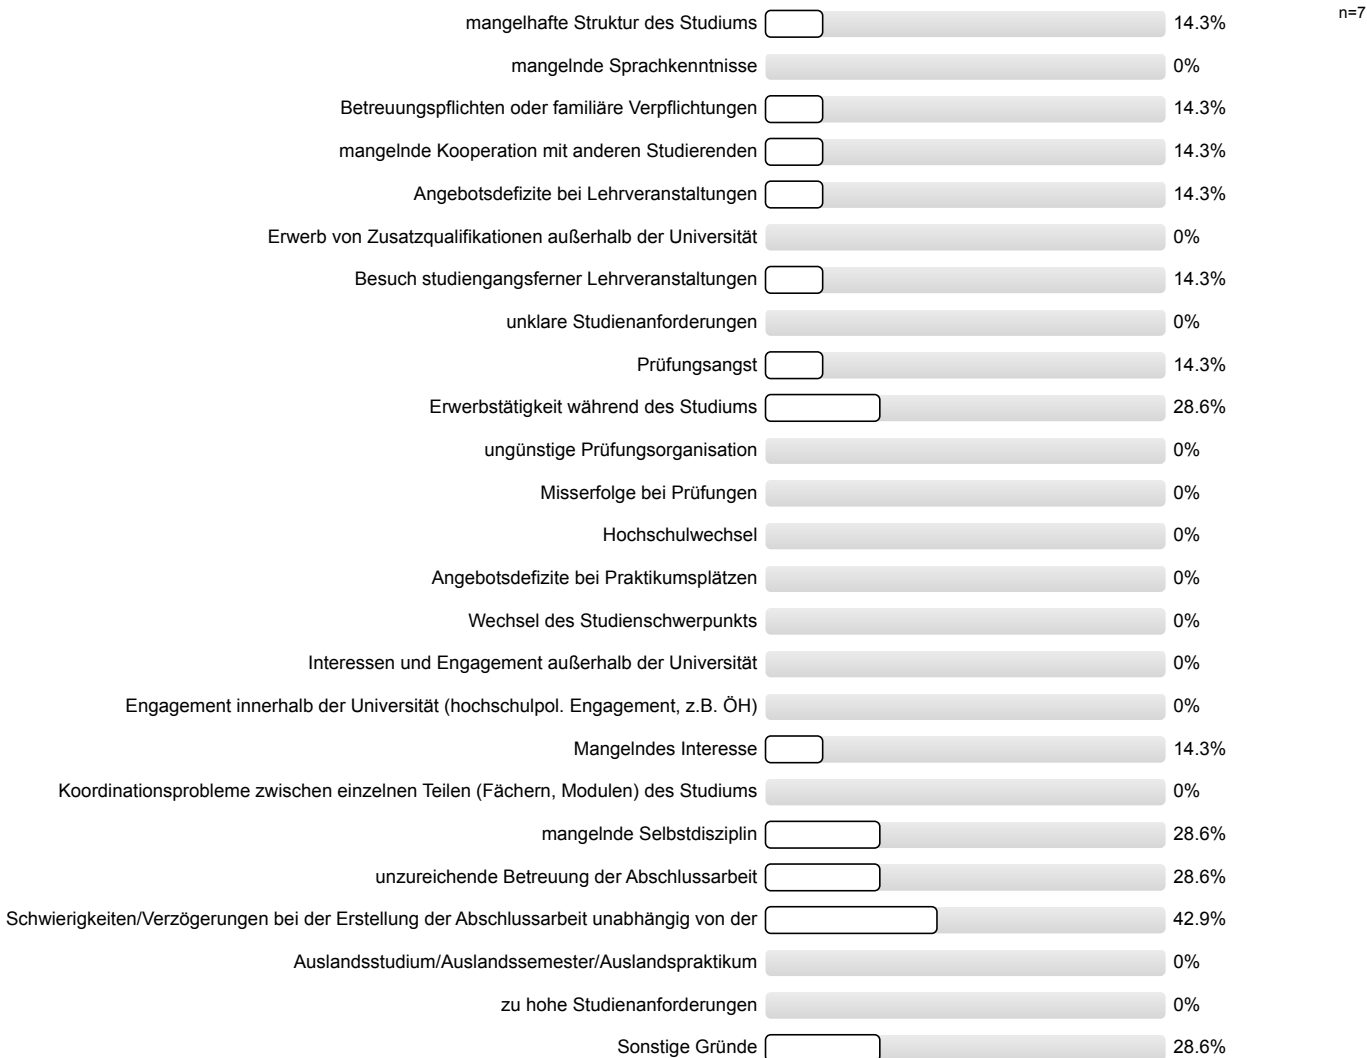 n=7
mangelhafte Struktur des Studiums 14.3%
mangelnde Sprachkenntnisse 0%
Betreuungspflichten oder familiäre Verpflichtungen 14.3%
mangelnde Kooperation mit anderen Studierenden 14.3%
Angebotsdefizite bei Lehrveranstaltungen 14.3%
Erwerb von Zusatzqualifikationen außerhalb der Universität 0%
Besuch studiengangsferner Lehrveranstaltungen 14.3%
unklare Studienanforderungen 0%
Prüfungsangst 14.3%
Erwerbstätigkeit während des Studiums 28.6%
ungünstige Prüfungsorganisation 0%
Misserfolge bei Prüfungen 0%
Hochschulwechsel 0%
Angebotsdefizite bei Praktikumsplätzen 0%
Wechsel des Studienschwerpunkts 0%
Interessen und Engagement außerhalb der Universität 0%
Engagement innerhalb der Universität (hochschulpol. Engagement, z.B. ÖH) 0%
Mangelndes Interesse 14.3%
Koordinationsprobleme zwischen einzelnen Teilen (Fächern, Modulen) des Studiums 0%
mangelnde Selbstdisziplin 28.6%
unzureichende Betreuung der Abschlussarbeit 28.6%
Schwierigkeiten/Verzögerungen bei der Erstellung der Abschlussarbeit unabhängig von der 42.9%
Auslandsstudium/Auslandssemester/Auslandspraktikum 0%
zu hohe Studienanforderungen 0%
Sonstige Gründe 28.6%